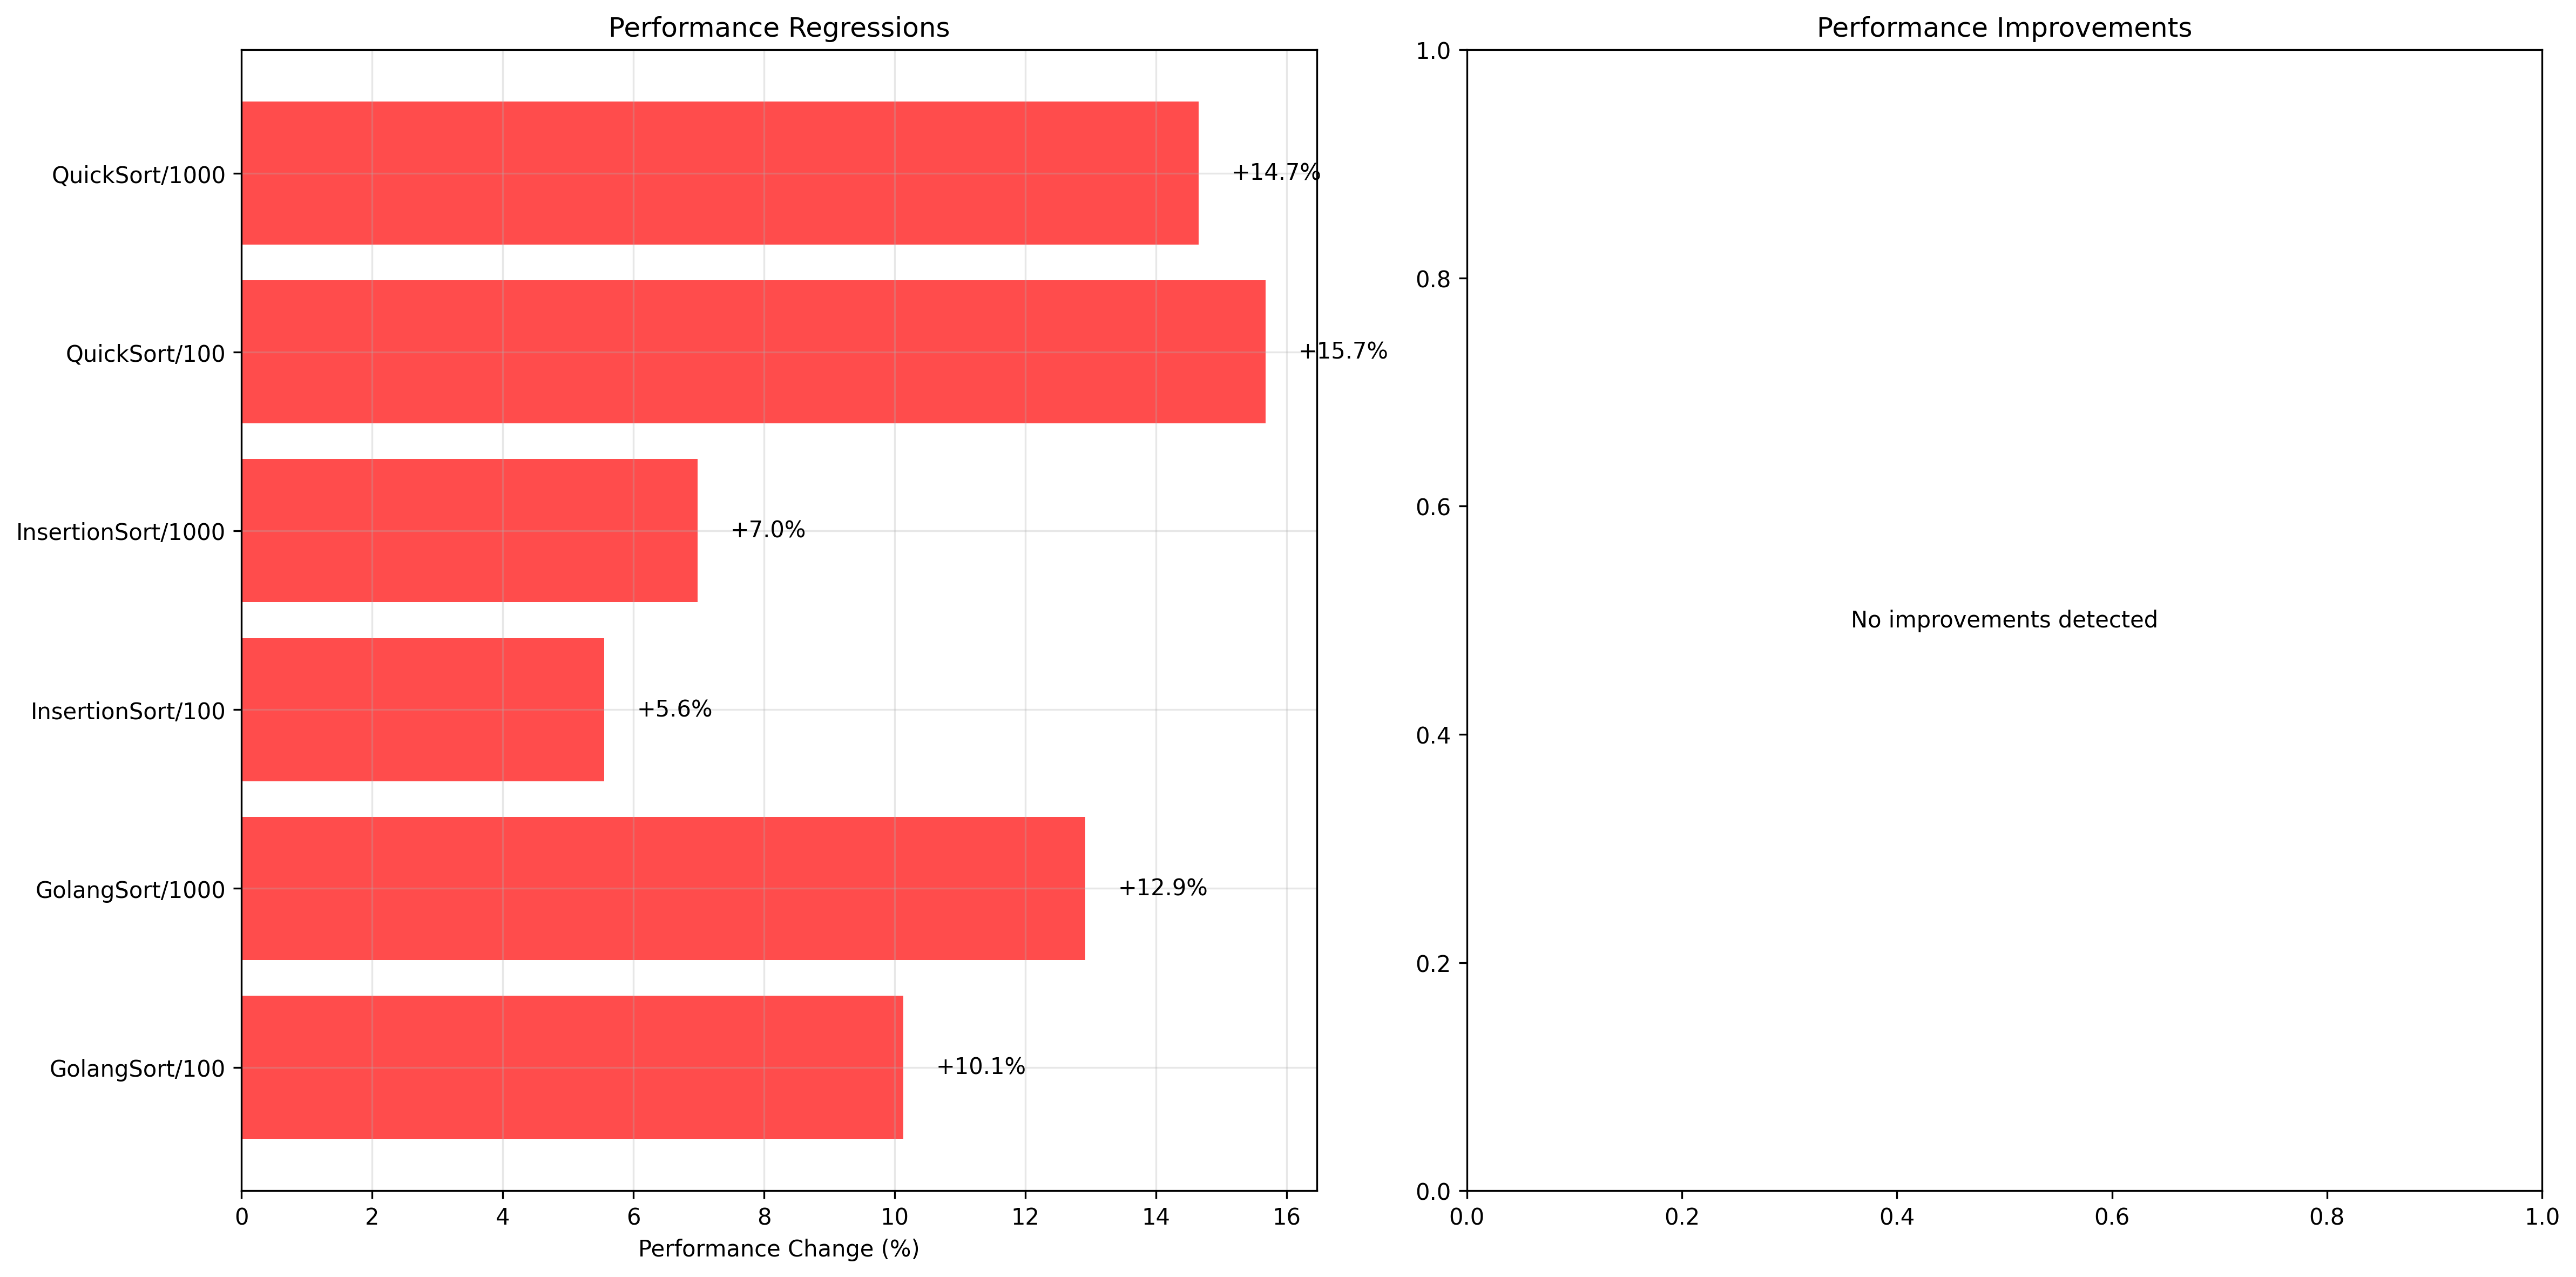 Performance Regressions
QuickSort/1000
+14.7%
QuickSort/100
+15.7%
InsertionSort/1000
+7.0%
InsertionSort/100
+5.6%
GolangSort/1000
+12.9%
GolangSort/100
+10.1%
0 2 4 6 8 10 12 14 16
Performance Change (%)
Performance Improvements
1.0
0.8
0.6
No improvements detected
0.4
0.2
0.0
0.0 0.2 0.4 0.6 0.8 1.0